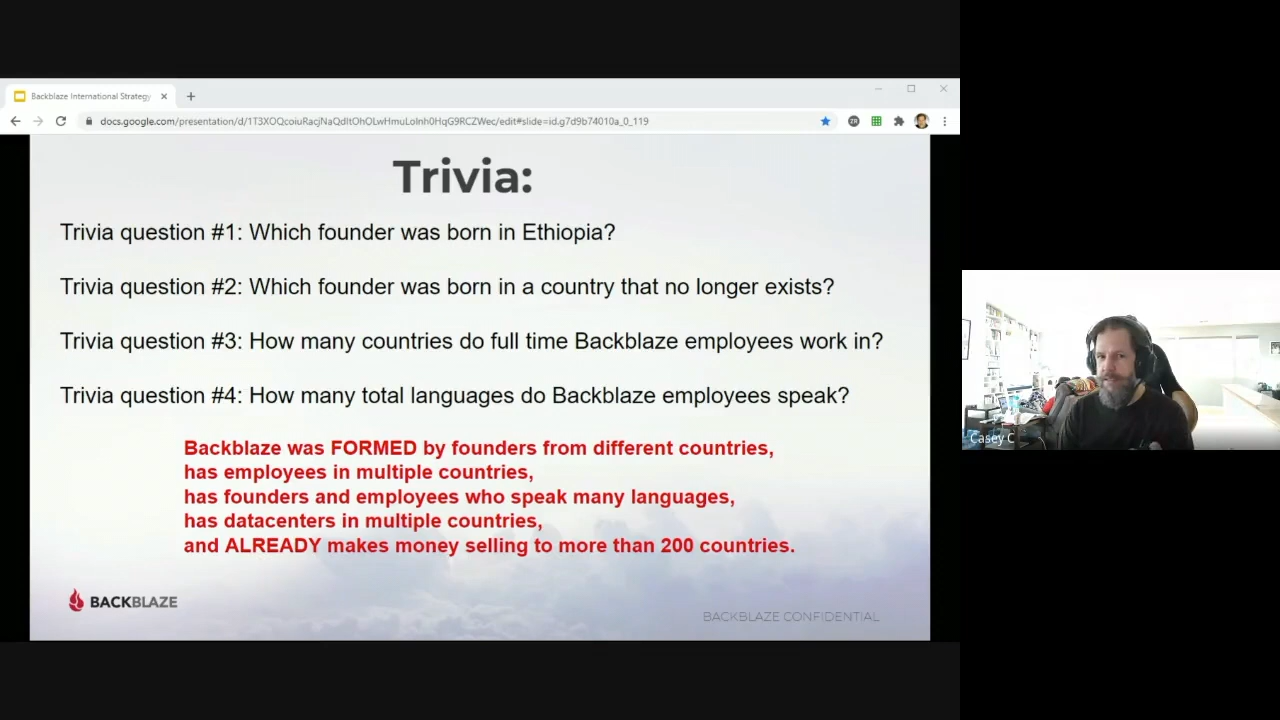 Backblaze International Strategy
docs.google.com/presentation/d/1T3XOQcoiuRacjNaQdItOhOLwHmuLolnh0HqG9RCZWec/edit#slide=id.g7d9b74010a_0_119
Trivia:
Trivia question #1: Which founder was born in Ethiopia?
Trivia question #2: Which founder was born in a country that no longer exists?
Trivia question #3: How many countries do full time Backblaze employees work in?
Trivia question #4: How many total languages do Backblaze employees speak?
Backblaze was FORMED by founders from different countries,
has employees in multiple countries,
has founders and employees who speak many languages,
has datacenters in multiple countries,
and ALREADY makes money selling to more than 200 countries.
BACKBLAZE
BACKBLAZE CONFIDENTIAL
Casey C